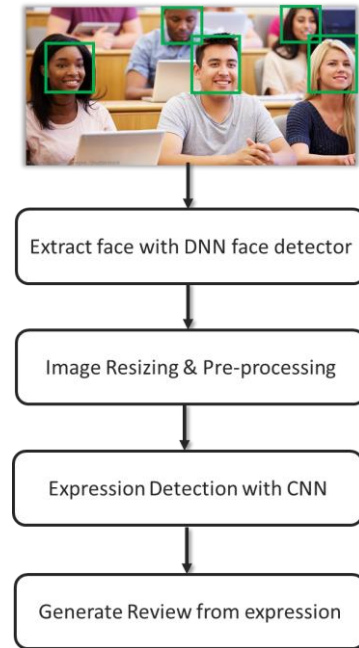 Extract face with DNN face detector
Image Resizing & Pre-processing
Expression Detection with CNN
Generate Review from expression